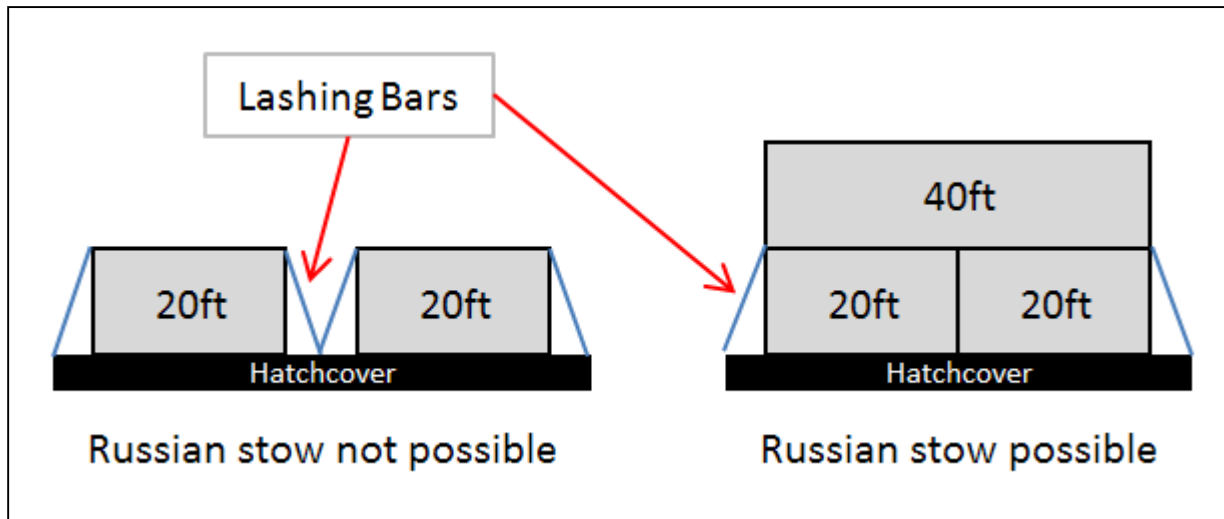 Lashing Bars
40ft
20ft
20ft
20ft
20ft
Hatchcover
Hatchcover
Russian stow not possible
Russian stow possible